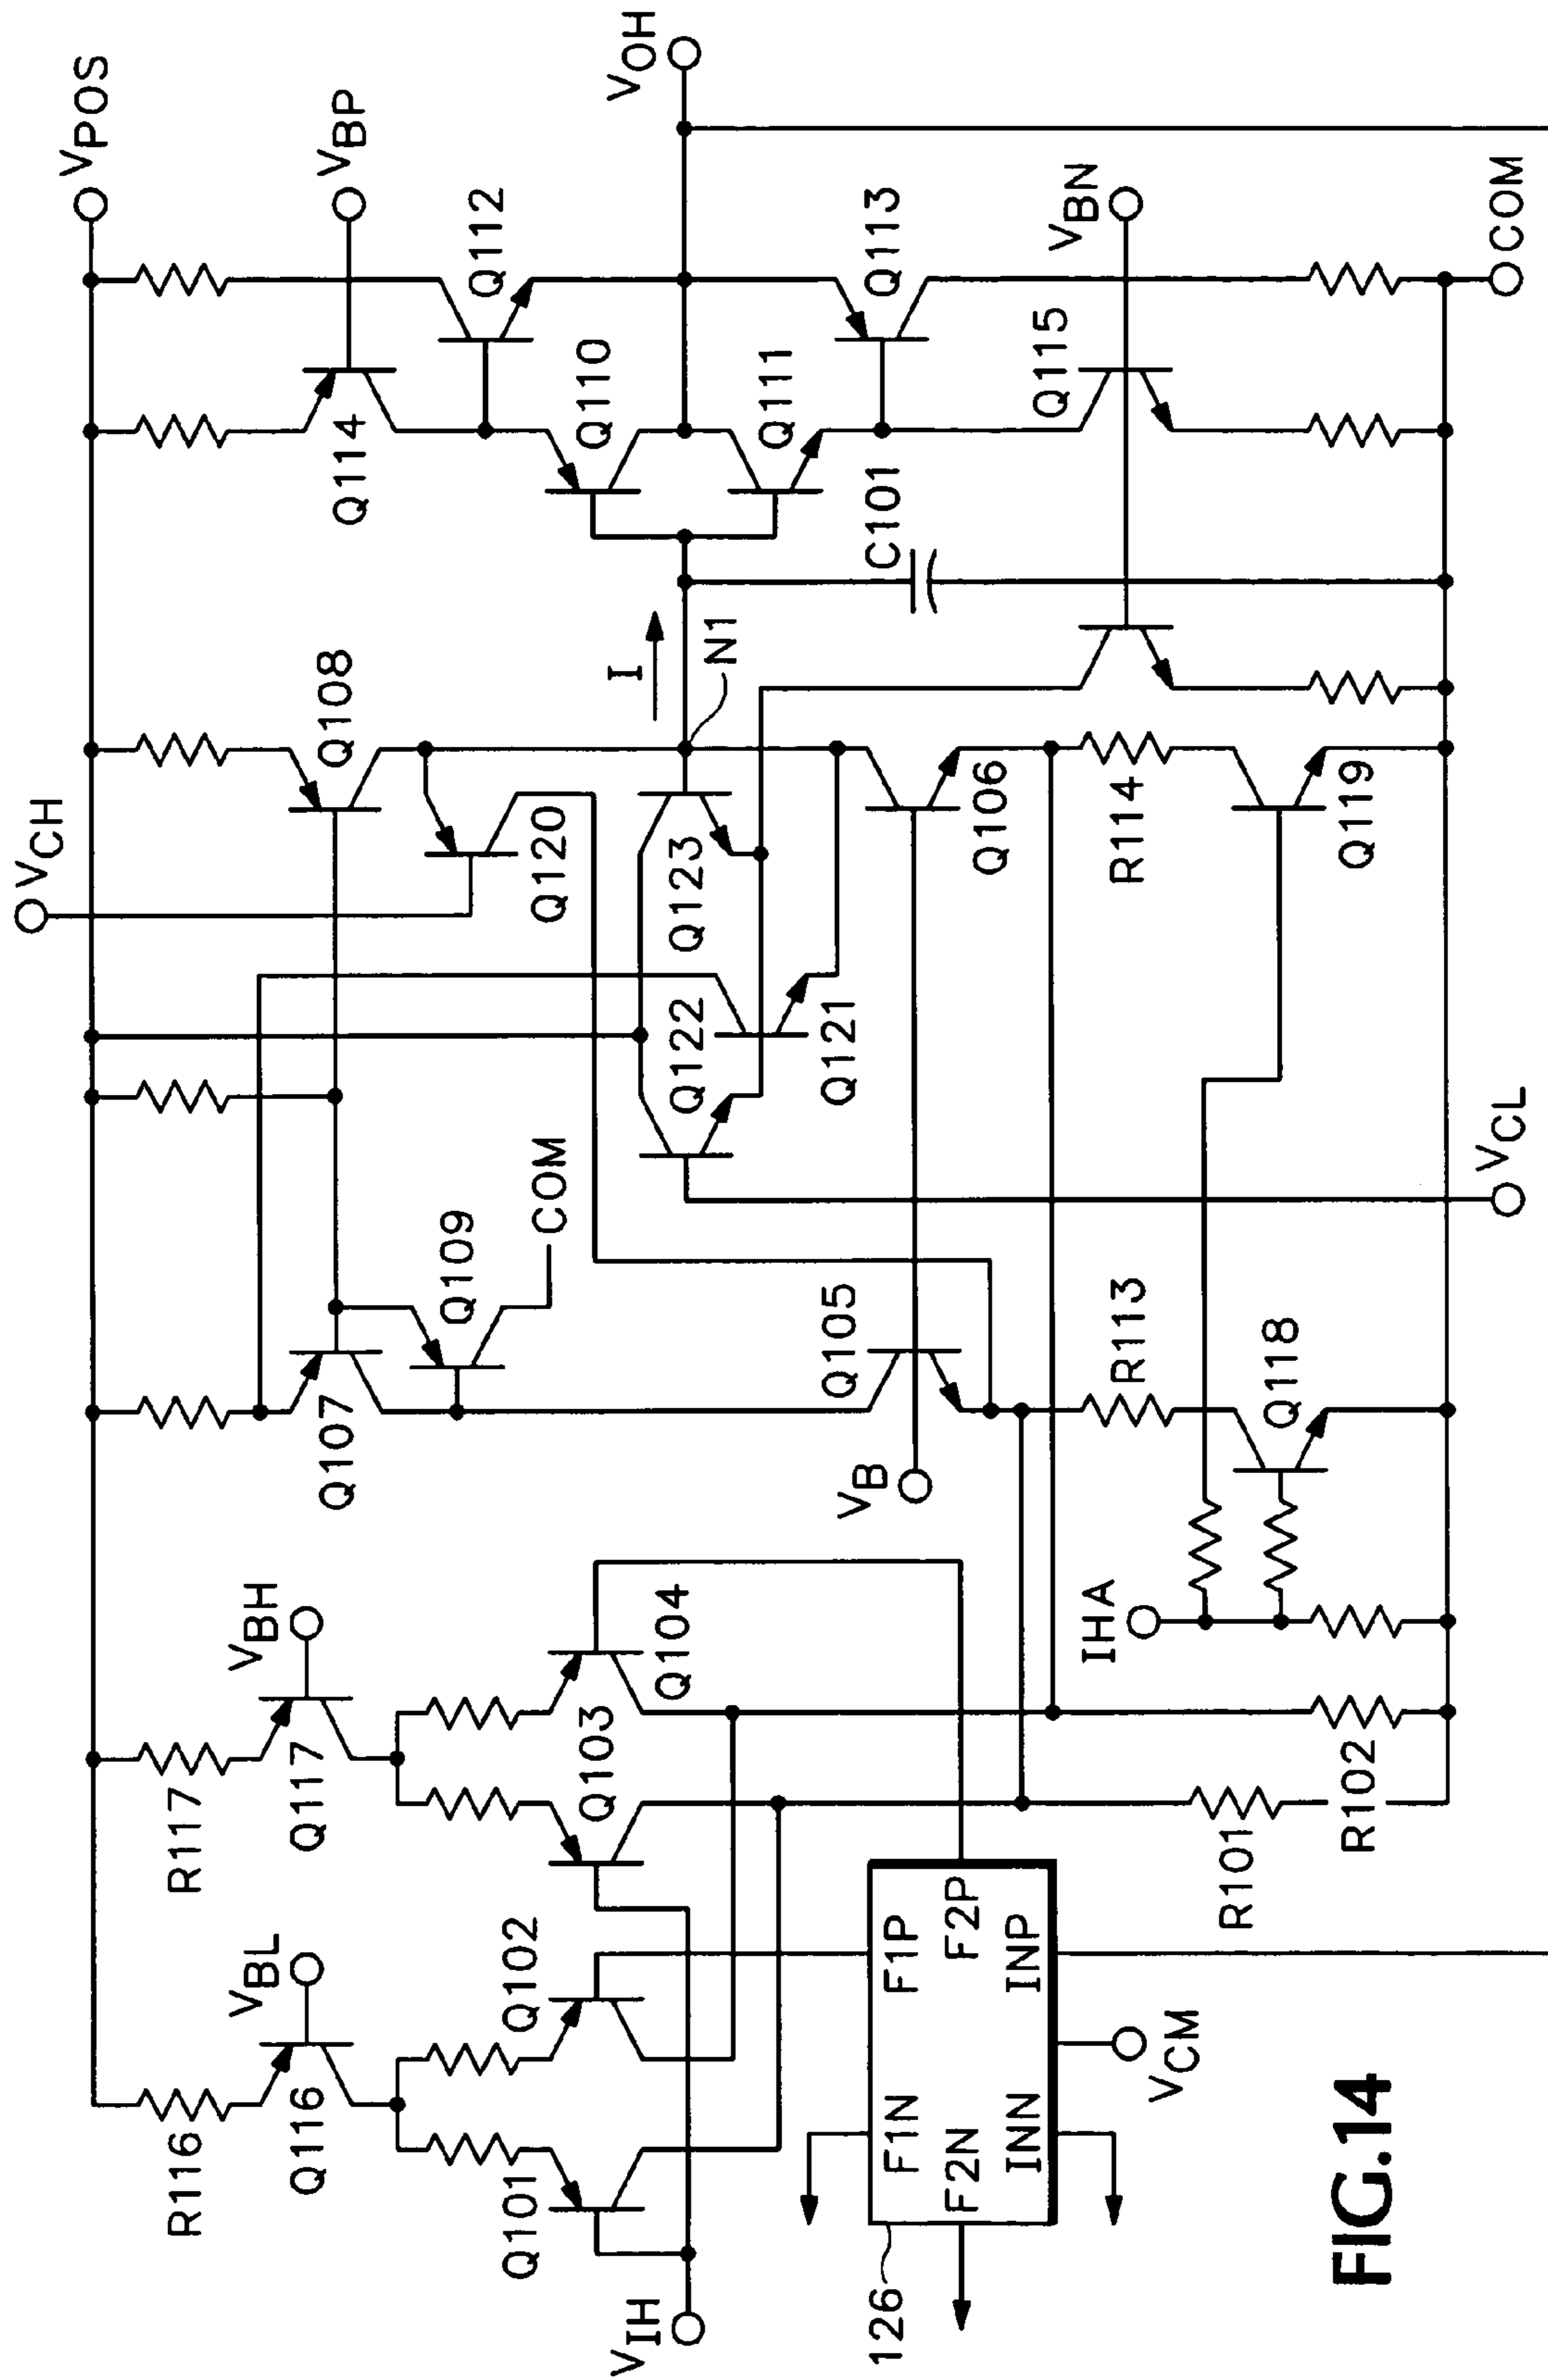 VPOS
VBP
VOH
Q112
Q113
VBN
COM
Q114
Q110
Q111
Q115
C101
I
N1
Q108
VCH
Q120
Q123
Q106
R114
Q119
Q122
Q121
VCL
COM
Q109
Q107
Q105
R113
Q118
VB
IHA
VBH
Q104
R117
Q117
Q103
R102
R101
VBL
Q102
F1P
F2P
INP
R116
Q116
Q101
F1N
F2N
INN
VCM
126
VIH
FIG.14